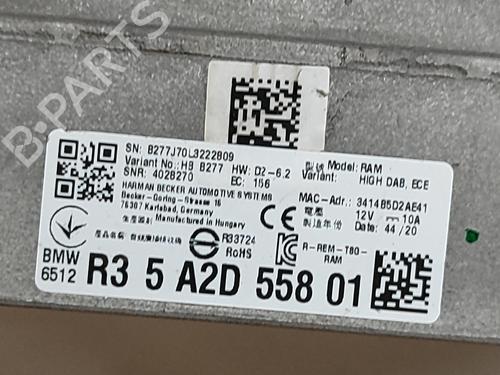 B-PARTS
SN: B277J70L3222809
Variant No.: HB B277 HW: D2-6.2
SNR: 4028270 EC: 156
HARMAN BECKER AUTOMOTIVE SYSTEMS
Becker-Goring-Strasse 16
76307 Karlsbad, Germany
Manufactured in Hungary
Model: RAM
Variant: HIGH DAB, ECE
MAC-Adr.: 341485D2AE41
12V 10A
Date: 44/20
R33724
RoHS
R-REM-T80-
RAM
BMW
6512 R3 5 A2D 558 01